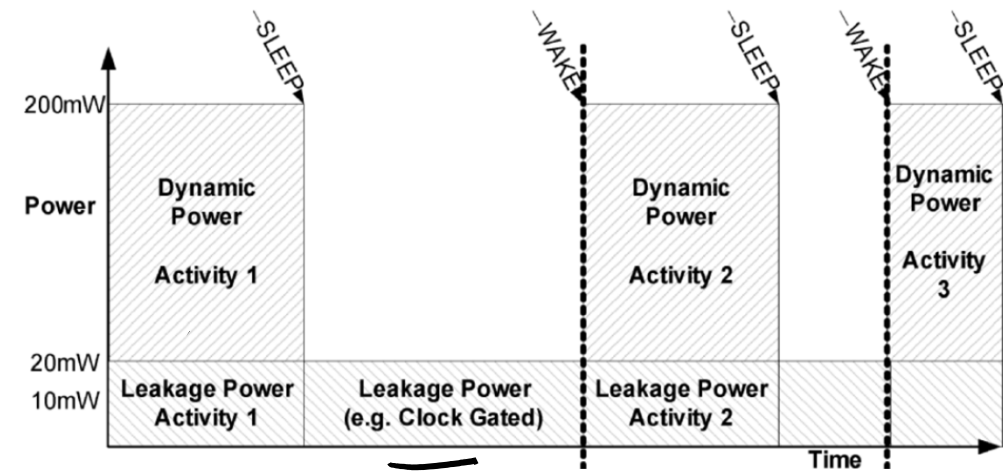 SLEEP
WAKE
SLEEP
WAKE
SLEEP
200mW
Power
20mW
10mW
Dynamic
Power
Activity 1
Dynamic
Power
Activity 2
Dynamic
Power
Activity
3
Leakage Power
Activity 1
Leakage Power
(e.g. Clock Gated)
Leakage Power
Activity 2
Time